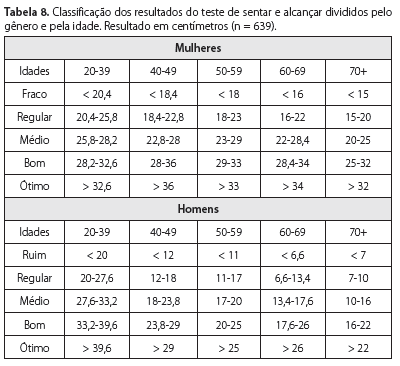 Tabela 8. Classificação dos resultados do teste de sentar e alcançar divididos pelo
gênero e pela idade. Resultado em centímetros (n = 639).
Mulheres
Idades 20-39 40-49 50-59 60-69 70+
Fraco < 20,4 < 18,4 < 18 < 16 < 15
Regular 20,4-25,8 18,4-22,8 18-23 16-22 15-20
Médio 25,8-28,2 22,8-28 23-29 22-28,4 20-25
Bom 28,2-32,6 28-36 29-33 28,4-34 25-32
Ótimo > 32,6 > 36 > 33 > 34 > 32
Homens
Idades 20-39 40-49 50-59 60-69 70+
Ruim < 20 < 12 < 11 < 6,6 < 7
Regular 20-27,6 12-18 11-17 6,6-13,4 7-10
Médio 27,6-33,2 18-23,8 17-20 13,4-17,6 10-16
Bom 33,2-39,6 23,8-29 20-25 17,6-26 16-22
Ótimo > 39,6 > 29 > 25 > 26 > 22